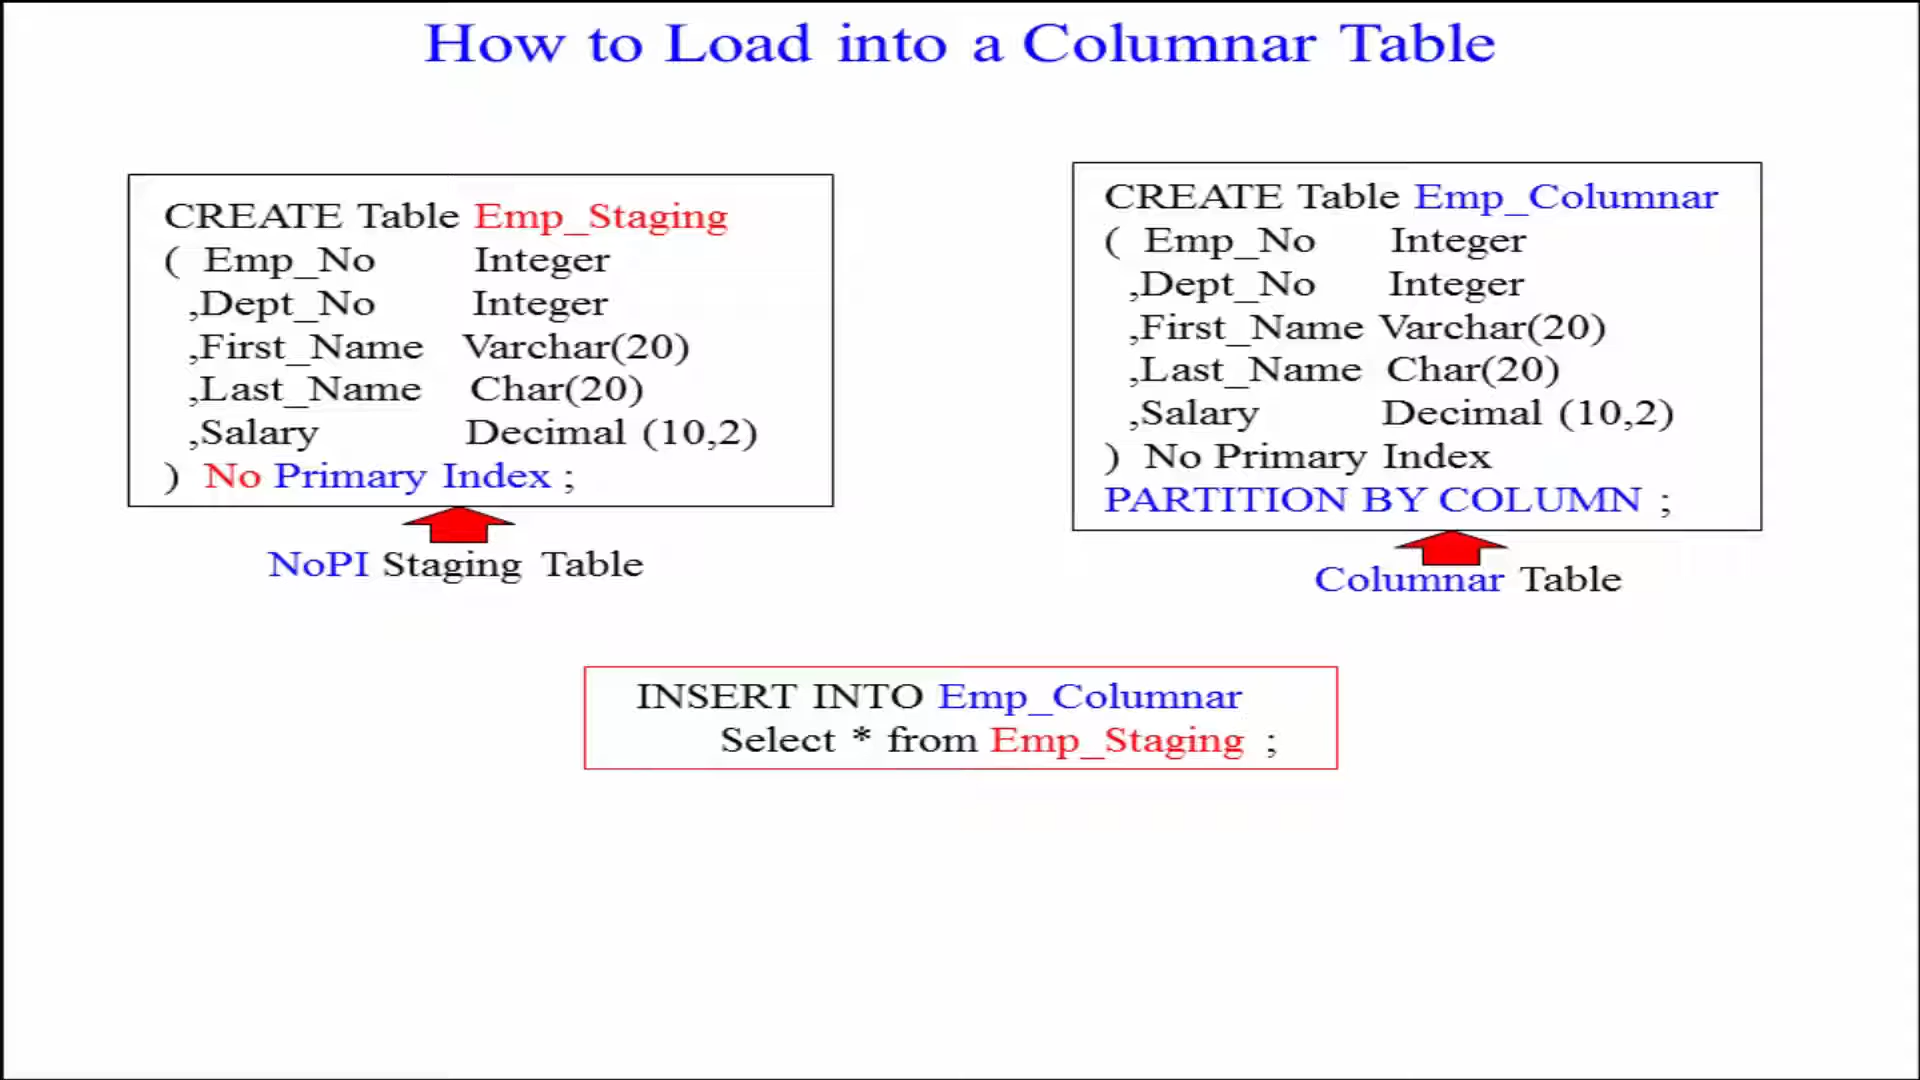 How to Load into a Columnar Table
CREATE Table Emp_Staging
( Emp_No Integer
,Dept_No Integer
,First_Name Varchar(20)
,Last_Name Char(20)
,Salary Decimal (10,2)
) No Primary Index ;
NoPI Staging Table
CREATE Table Emp_Columnar
( Emp_No Integer
,Dept_No Integer
,First_Name Varchar(20)
,Last_Name Char(20)
,Salary Decimal (10,2)
) No Primary Index
PARTITION BY COLUMN ;
Columnar Table
INSERT INTO Emp_Columnar
Select * from Emp_Staging ;